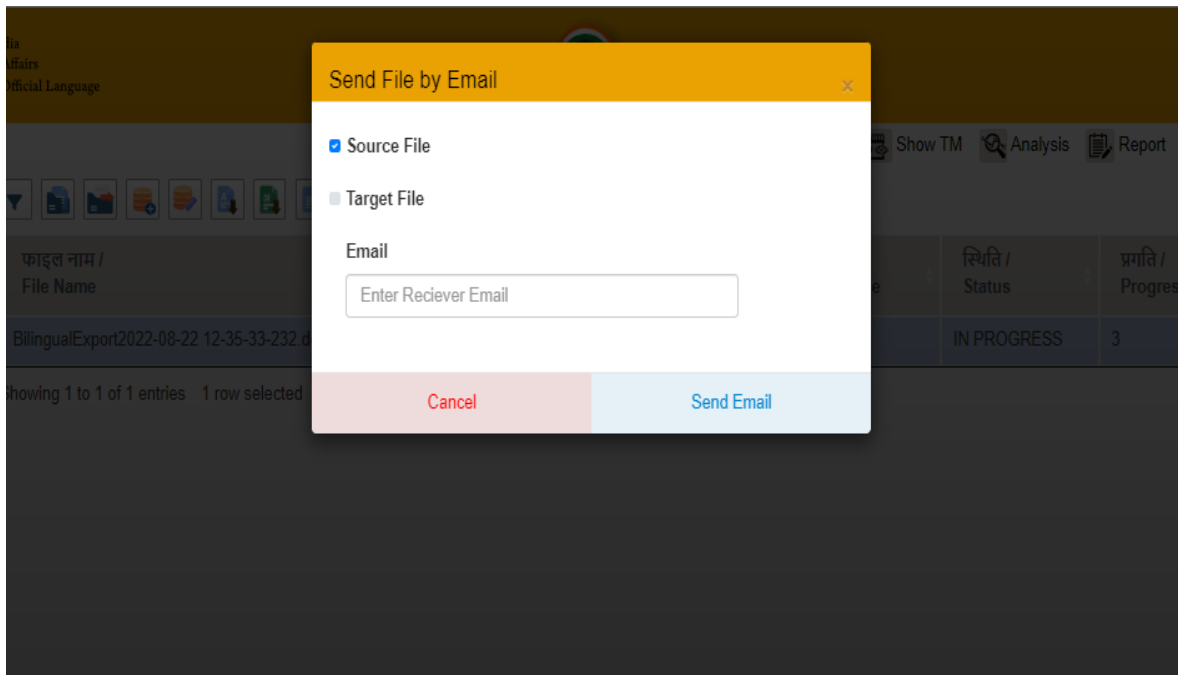 dia
Affairs
Official Language
Send File by Email
×
Source File
Show TM Analysis Report
Target File
Email
फाइल नाम /
File Name
स्थिति /
Status
प्रगति /
Progres
e
Enter Reciever Email
BilingualExport2022-08-22 12-35-33-232.d
IN PROGRESS 3
Showing 1 to 1 of 1 entries 1 row selected
Cancel Send Email